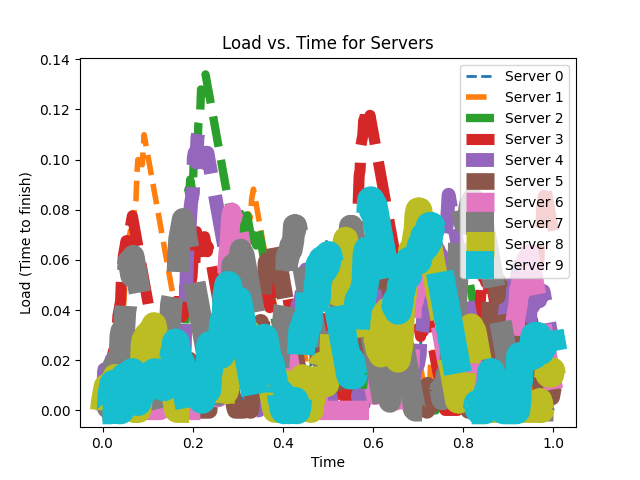 Load vs. Time for Servers
Load (Time to finish)
0.14
0.12
0.10
0.08
0.06
0.04
0.02
0.00
Server 0
Server 1
Server 2
Server 3
Server 4
Server 5
Server 6
Server 7
Server 8
Server 9
0.0 0.2 0.4 0.6 0.8 1.0
Time